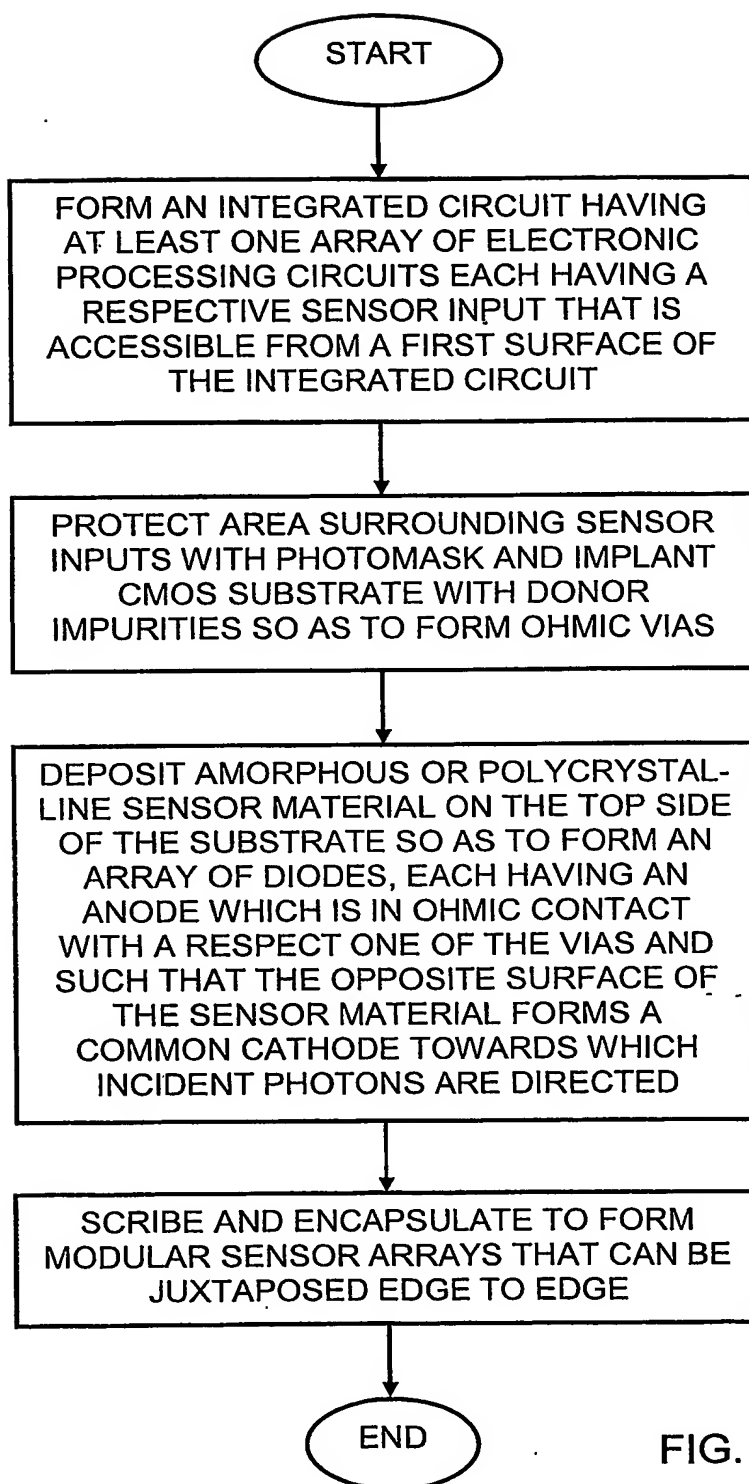 START
FORM AN INTEGRATED CIRCUIT HAVING
AT LEAST ONE ARRAY OF ELECTRONIC
PROCESSING CIRCUITS EACH HAVING A
RESPECTIVE SENSOR INPUT THAT IS
ACCESSIBLE FROM A FIRST SURFACE OF
THE INTEGRATED CIRCUIT
PROTECT AREA SURROUNDING SENSOR
INPUTS WITH PHOTOMASK AND IMPLANT
CMOS SUBSTRATE WITH DONOR
IMPURITIES SO AS TO FORM OHMIC VIAS
DEPOSIT AMORPHOUS OR POLYCRYSTAL-
LINE SENSOR MATERIAL ON THE TOP SIDE
OF THE SUBSTRATE SO AS TO FORM AN
ARRAY OF DIODES, EACH HAVING AN
ANODE WHICH IS IN OHMIC CONTACT
WITH A RESPECT ONE OF THE VIAS AND
SUCH THAT THE OPPOSITE SURFACE OF
THE SENSOR MATERIAL FORMS A
COMMON CATHODE TOWARDS WHICH
INCIDENT PHOTONS ARE DIRECTED
SCRIBE AND ENCAPSULATE TO FORM
MODULAR SENSOR ARRAYS THAT CAN BE
JUXTAPOSED EDGE TO EDGE
END
FIG.